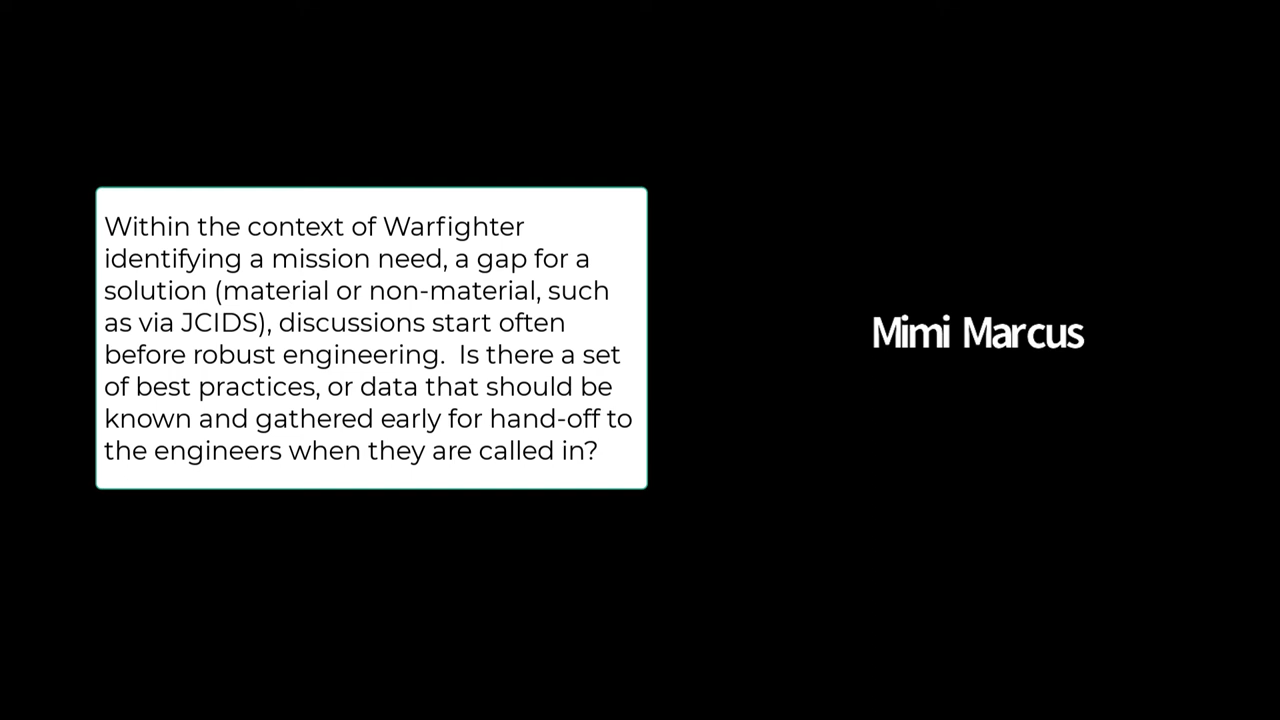 Within the context of Warfighter
identifying a mission need, a gap for a
solution (material or non-material, such
as via JCIDS), discussions start often
before robust engineering.  Is there a set
of best practices, or data that should be
known and gathered early for hand-off to
the engineers when they are called in?
Mimi Marcus